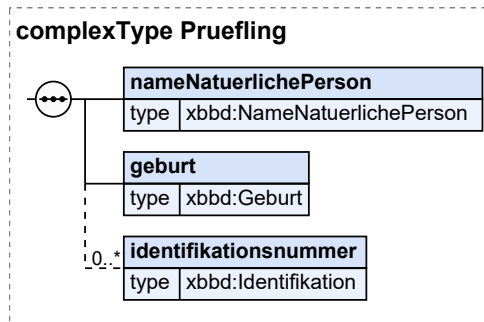 complexType Pruefling
nameNatuerlichePerson
type xbbd:NameNatuerlichePerson
geburt
type xbbd:Geburt
0..* identifikationsnummer
type xbbd:Identifikation